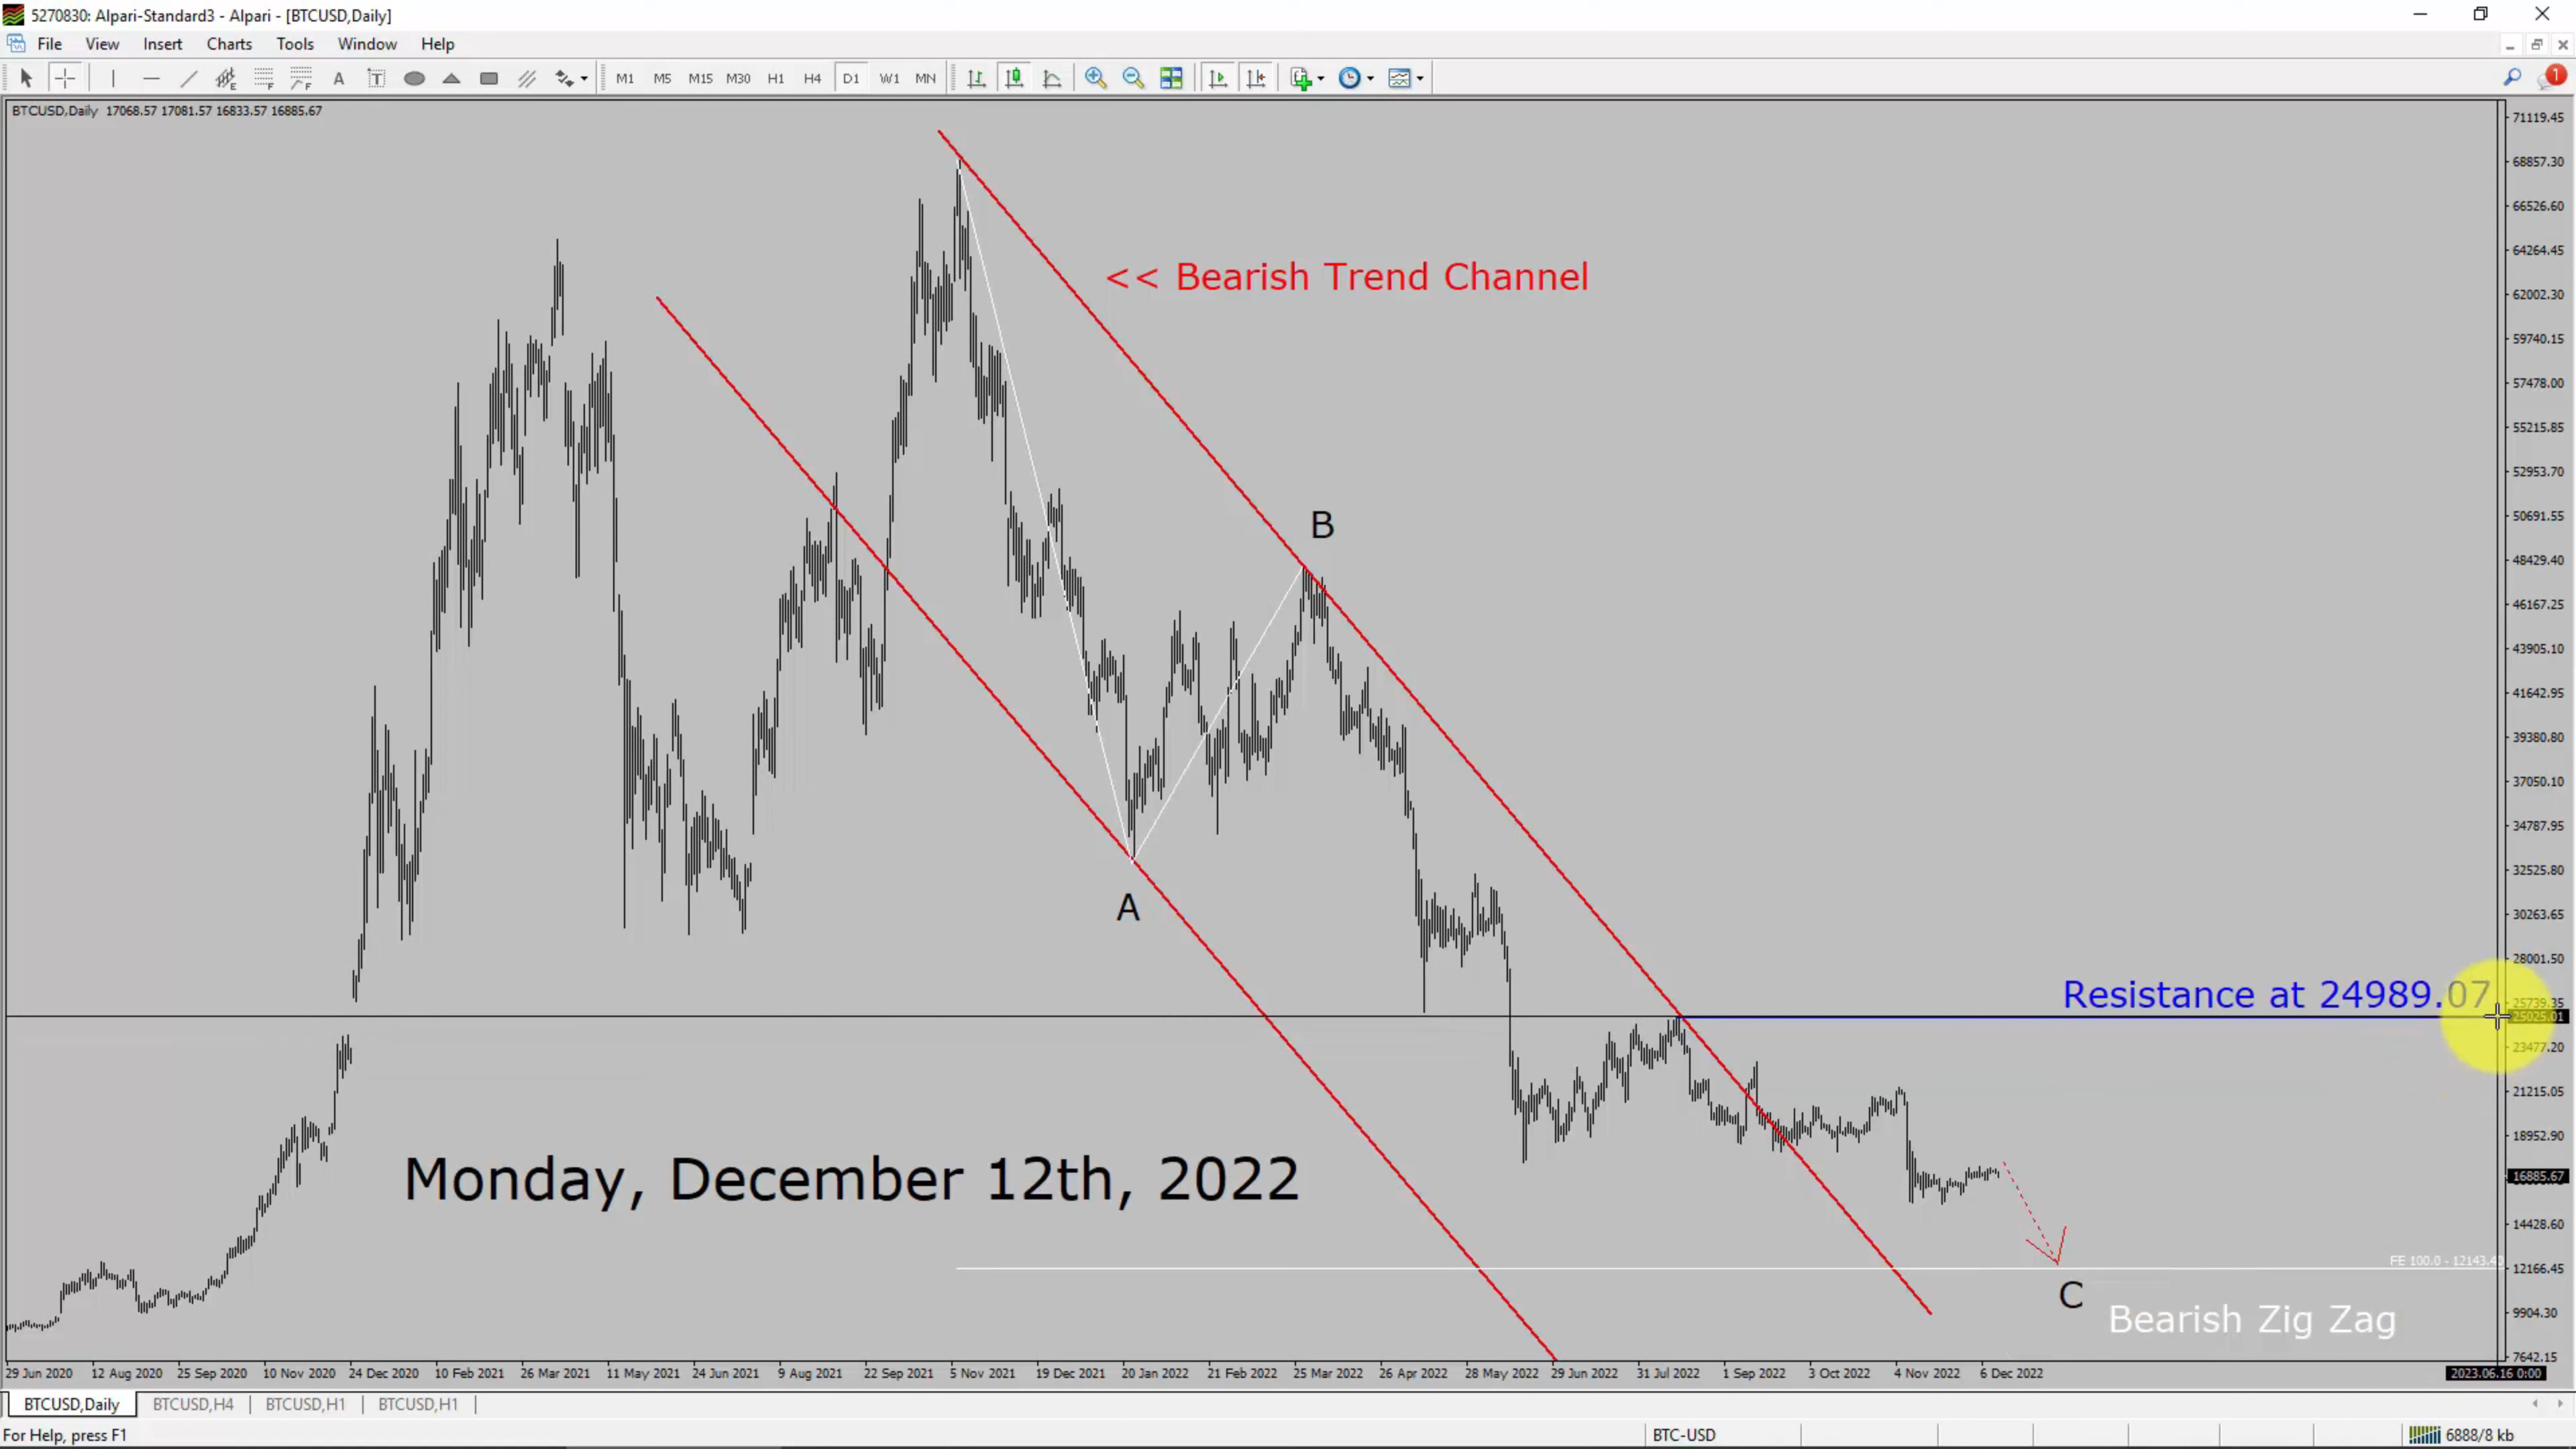 5270830: Alpari-Standard3 - Alpari - [BTCUSD,Daily]
File View Insert Charts Tools Window Help
A T M1 M5 M15 M30 H1 H4 D1 W1 MN 1
BTCUSD,Daily 17068.57 17081.57 16833.57 16885.67
71119.45
68857.30
66526.60
64264.45
<< Bearish Trend Channel
62002.30
59740.15
57478.00
55215.85
52953.70
B
50691.55
48429.40
46167.25
43905.10
41642.95
39380.80
37050.10
34787.95
32525.80
A
30263.65
28001.50
Resistance at 24989.07
25739.35
25025.01
23477.20
21215.05
18952.90
Monday, December 12th, 2022
16885.67
14428.60
FE 100.0 - 12143.4
12166.45
C
9904.30
Bearish Zig Zag
7642.15
29 Jun 2020 12 Aug 2020 25 Sep 2020 10 Nov 2020 24 Dec 2020 10 Feb 2021 26 Mar 2021 11 May 2021 24 Jun 2021 9 Aug 2021 22 Sep 2021 5 Nov 2021 19 Dec 2021 20 Jan 2022 21 Feb 2022 25 Mar 2022 26 Apr 2022 28 May 2022 29 Jun 2022 31 Jul 2022 1 Sep 2022 3 Oct 2022 4 Nov 2022 6 Dec 2022 2023.06.16 0:00
BTCUSD,Daily BTCUSD,H4 BTCUSD,H1 BTCUSD,H1
For Help, press F1 BTC-USD 6888/8 kb